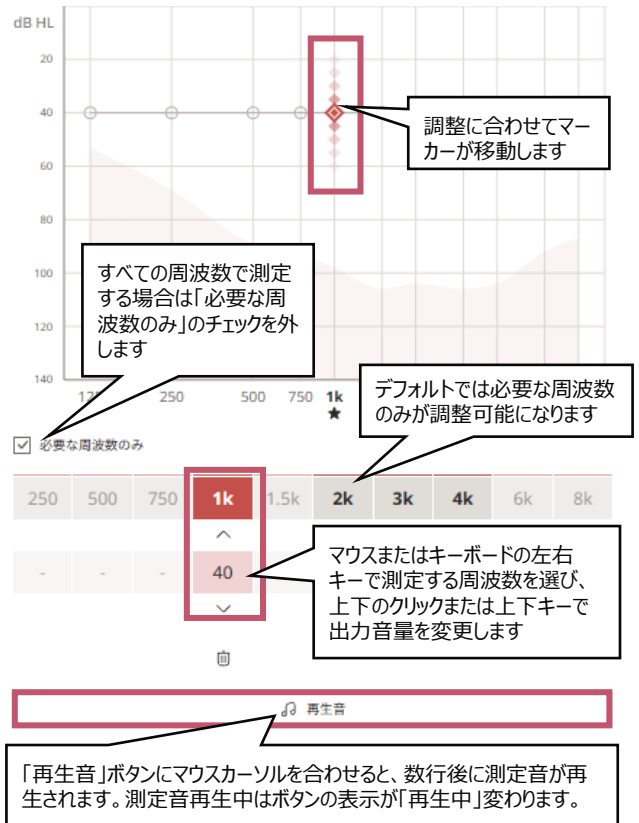 dB HL
20
40
調整に合わせてマー
カーが移動します
60
80
100
すべての周波数で測定
する場合は「必要な周
波数のみ」のチェックを外
します
120
140
250
500
750
1k
★
デフォルトでは必要な周波数
のみが調整可能になります
必要な周波数のみ
250 500 750 1k 1.5k 2k 3k 4k 6k 8k
- - - 40
マウスまたはキーボードの左右
キーで測定する周波数を選び、
上下のクリックまたは上下キーで
出力音量を変更します
再生音
「再生音」ボタンにマウスカーソルを合わせると、数行後に測定音が再
生されます。測定音再生中はボタンの表示が「再生中」変わります。